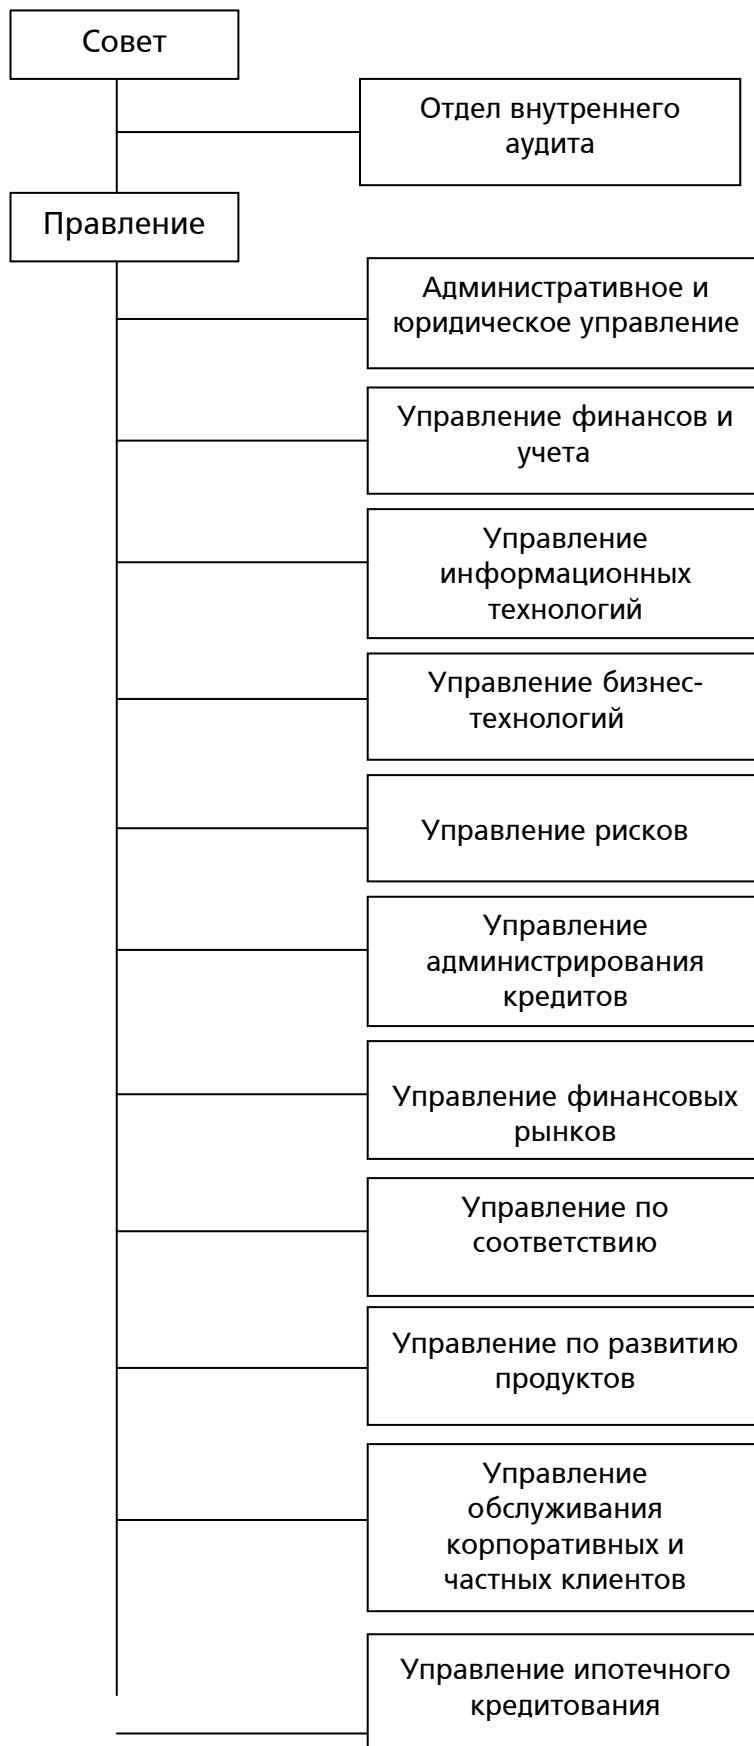 Совет
Отдел внутреннего
аудита
Правление
Административное и
юридическое управление
Управление финансов и
учета
Управление
информационных
технологий
Управление бизнес-
технологий
Управление рисков
Управление
администрирования
кредитов
Управление финансовых
рынков
Управление по
соответствию
Управление по развитию
продуктов
Управление
обслуживания
корпоративных и
частных клиентов
Управление ипотечного
кредитования